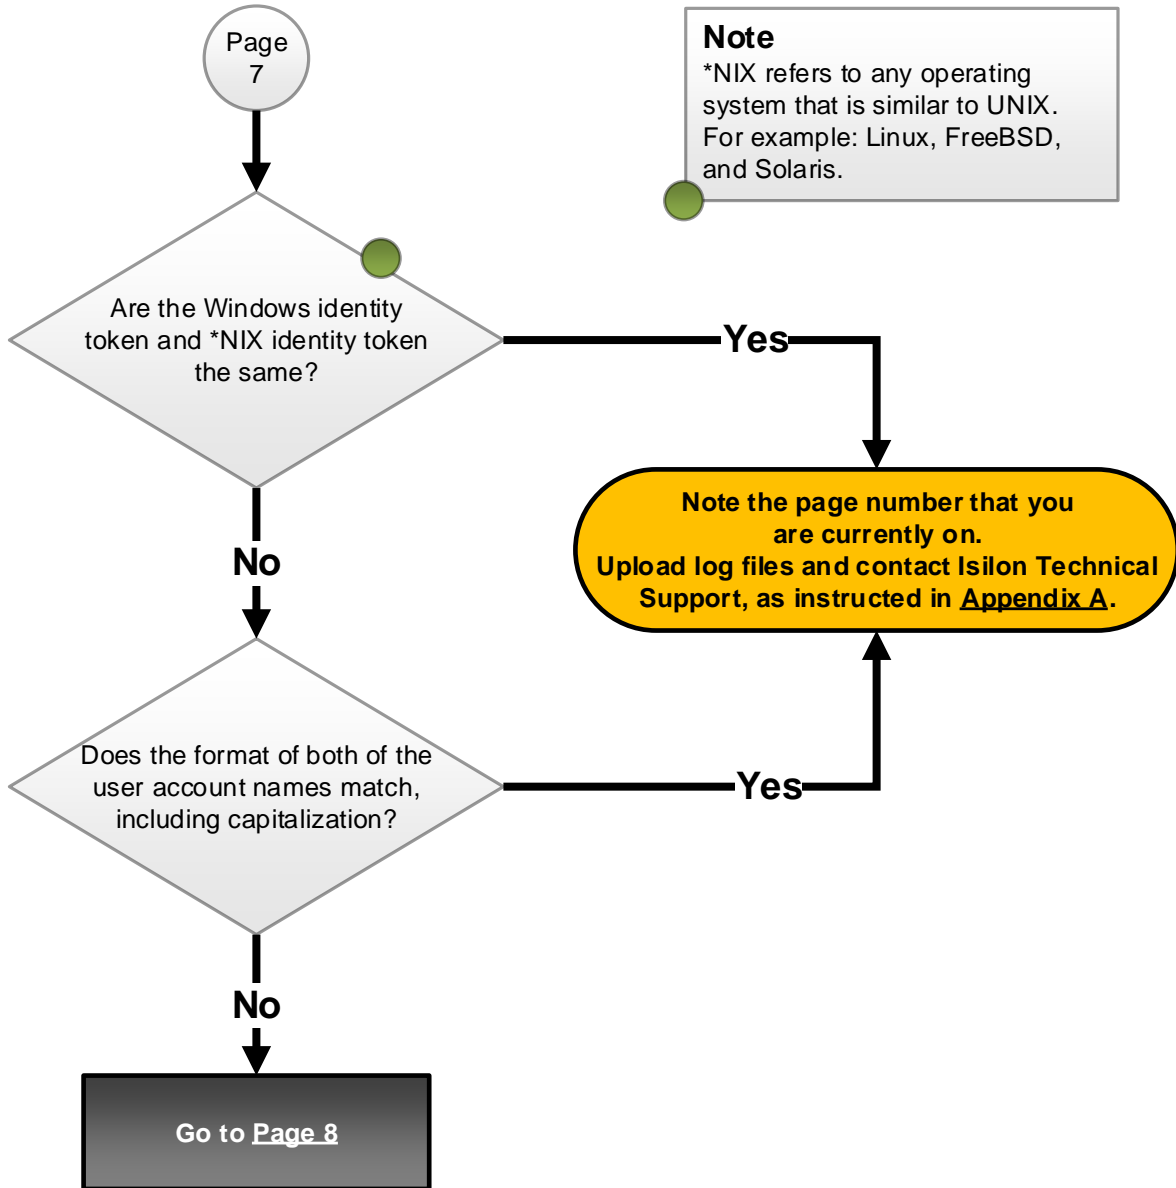 Page
7
Note
*NIX refers to any operating
system that is similar to UNIX.
For example: Linux, FreeBSD,
and Solaris.
Are the Windows identity
token and *NIX identity token
the same?
Yes
Note the page number that you
are currently on.
Upload log files and contact Isilon Technical
Support, as instructed in Appendix A.
No
Does the format of both of the
user account names match,
including capitalization?
Yes
No
Go to Page 8